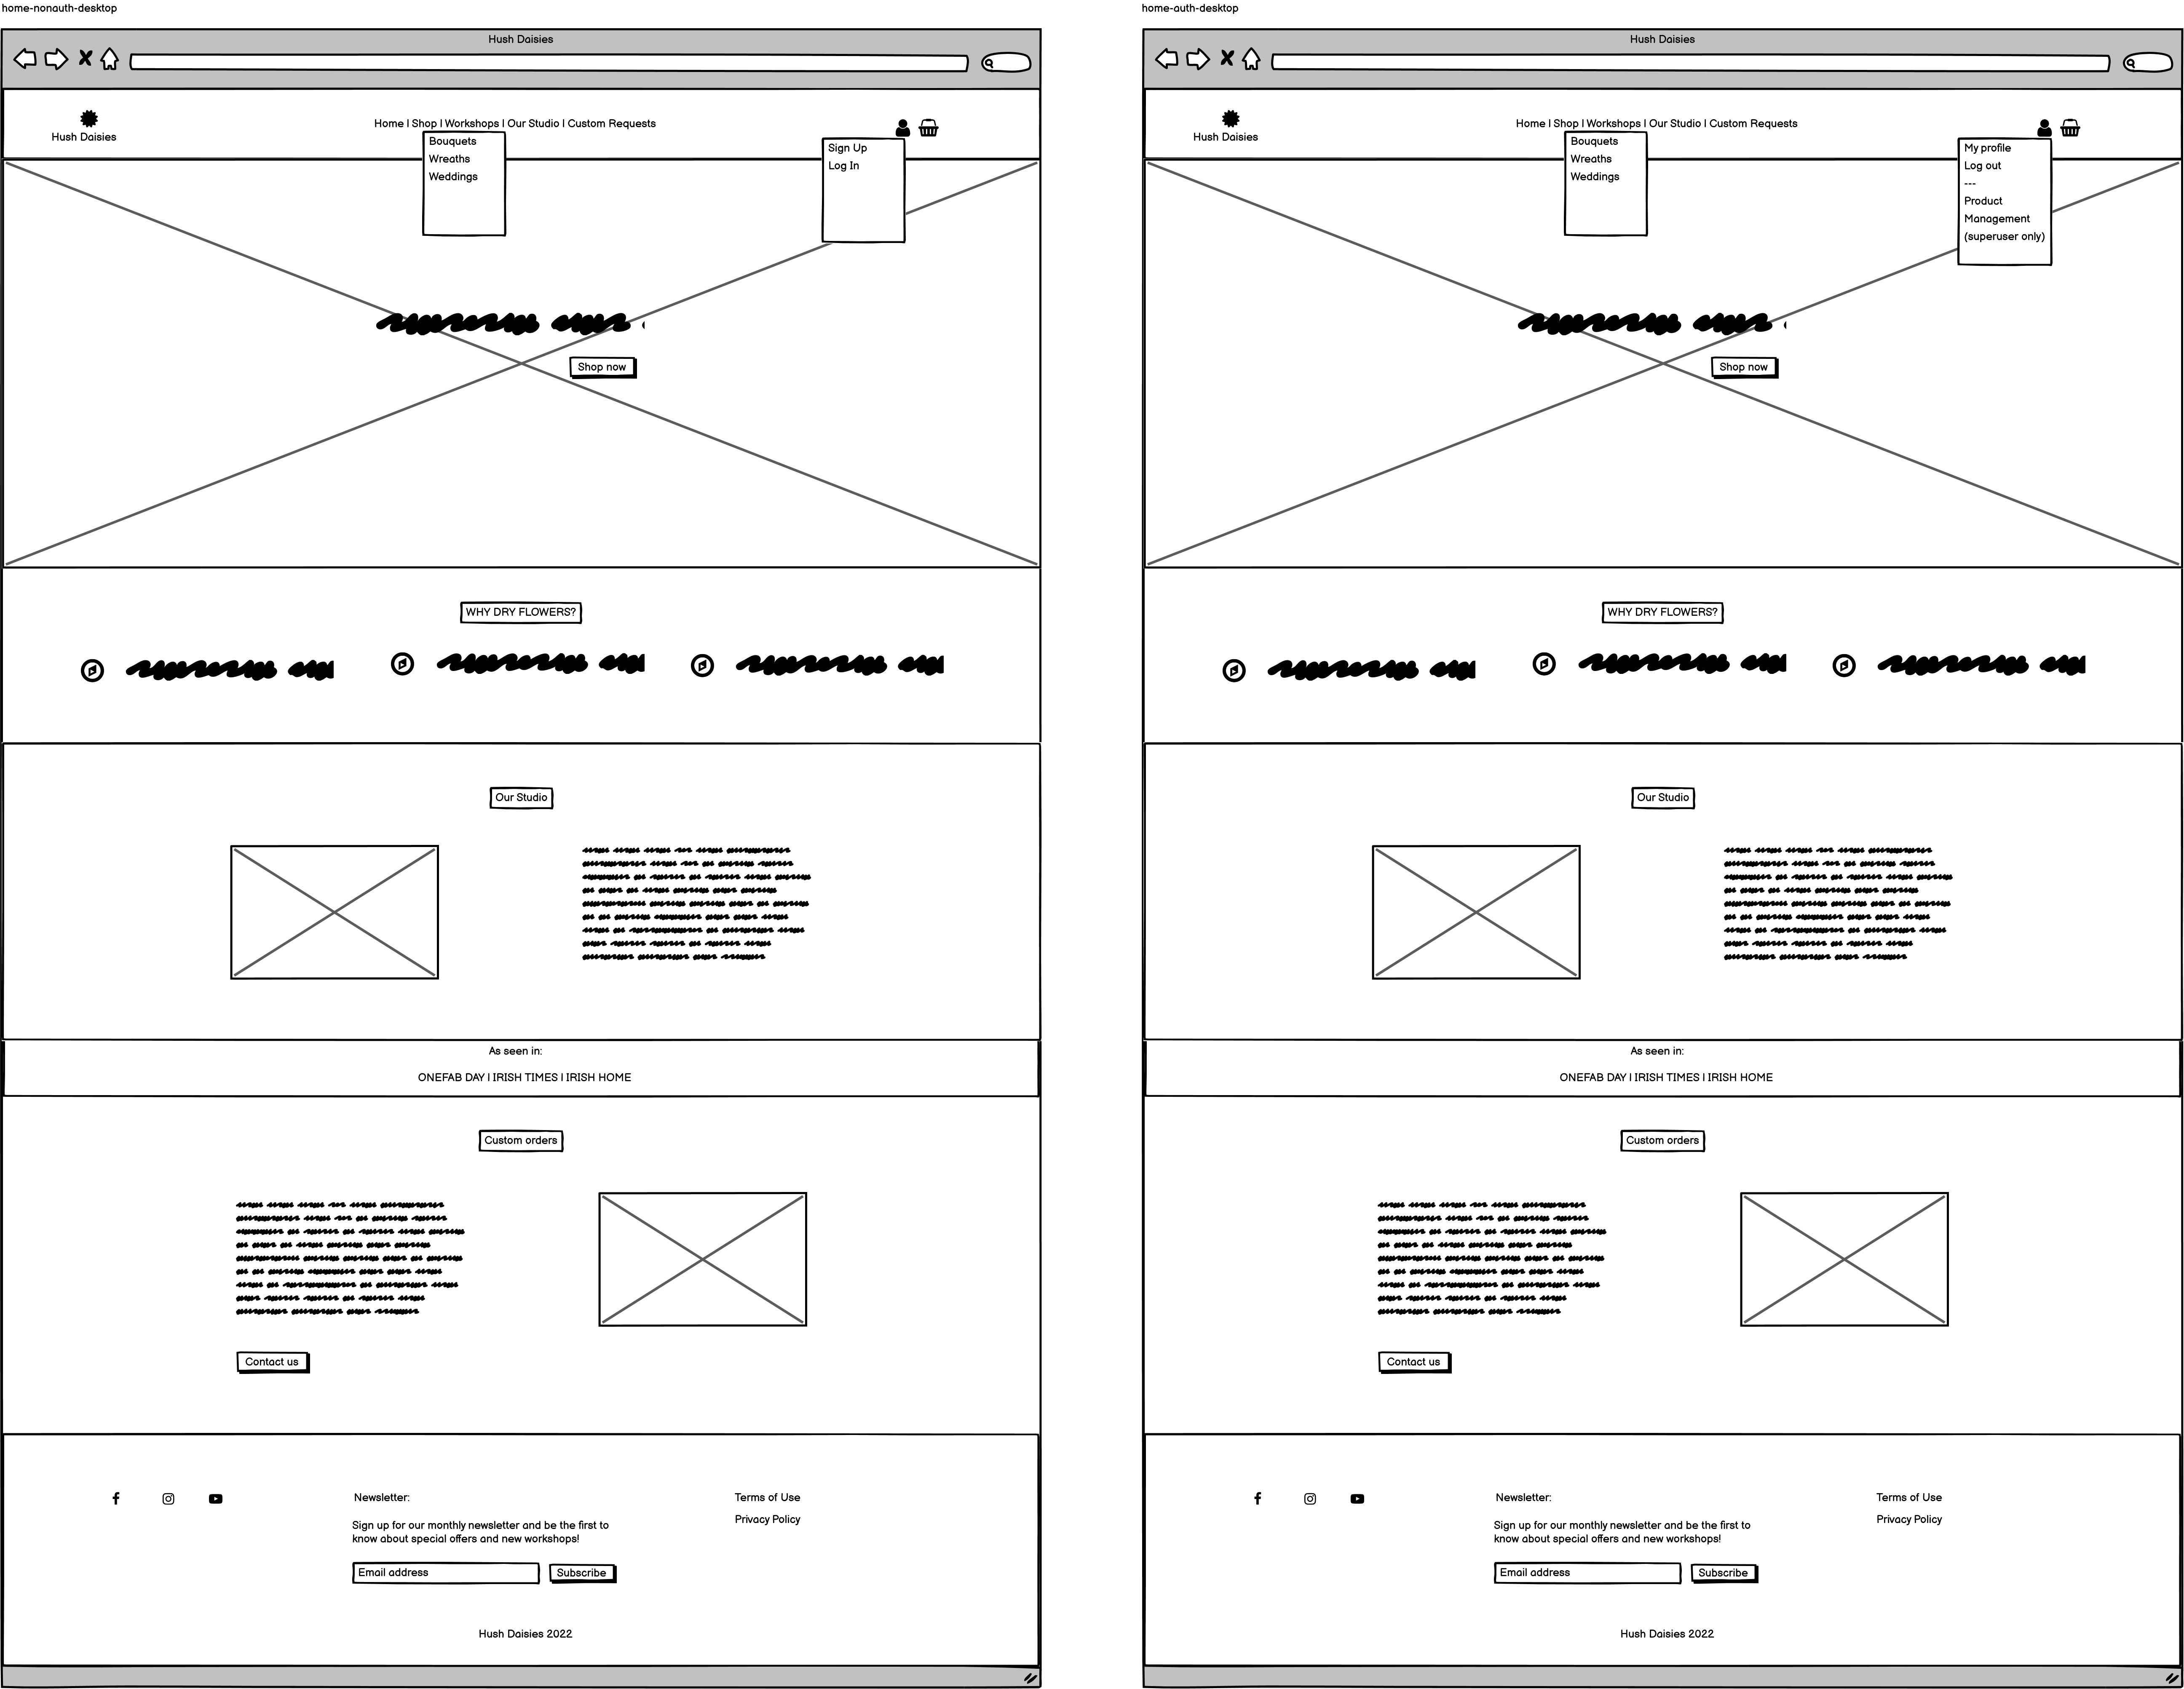 home-nonauth-desktop
Hush Daisies
Hush Daisies
Home | Shop | Workshops | Our Studio | Custom Requests
Bouquets
Wreaths
Weddings
Sign Up
Log In
Shop now
WHY DRY FLOWERS?
Our Studio
As seen in:
ONEFAB DAY | IRISH TIMES | IRISH HOME
Custom orders
Contact us
Newsletter:
Sign up for our monthly newsletter and be the first to
know about special offers and new workshops!
Email address
Subscribe
Terms of Use
Privacy Policy
Hush Daisies 2022
home-auth-desktop
Hush Daisies
Hush Daisies
Home | Shop | Workshops | Our Studio | Custom Requests
Bouquets
Wreaths
Weddings
My profile
Log out
---
Product
Management
(superuser only)
Shop now
WHY DRY FLOWERS?
Our Studio
As seen in:
ONEFAB DAY | IRISH TIMES | IRISH HOME
Custom orders
Contact us
Newsletter:
Sign up for our monthly newsletter and be the first to
know about special offers and new workshops!
Email address
Subscribe
Terms of Use
Privacy Policy
Hush Daisies 2022